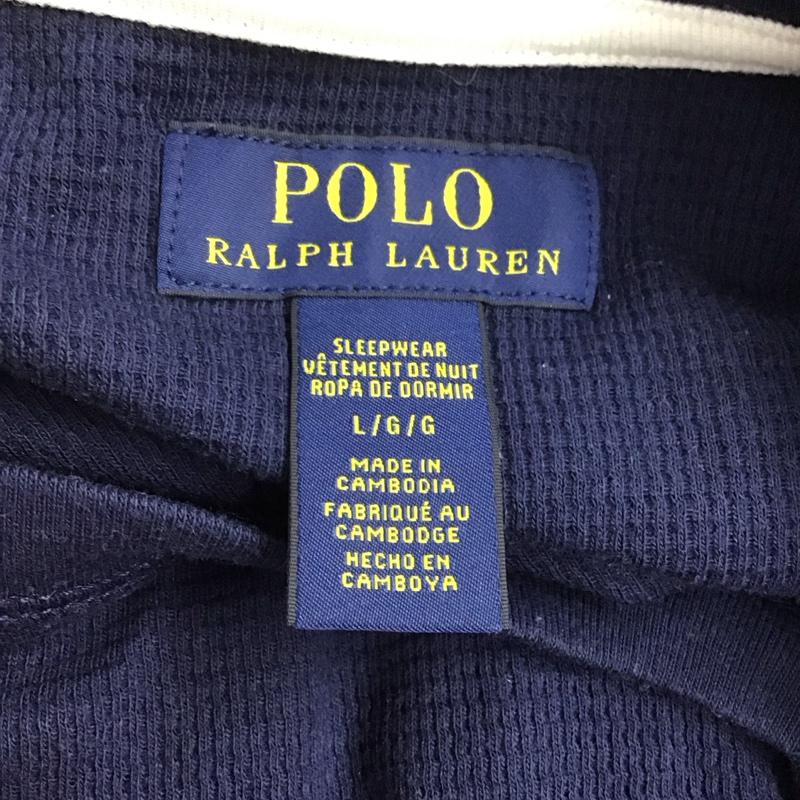 POLO
RALPH LAUREN
SLEEPWEAR
VÊTEMENT DE NUIT
ROPA DE DORMIR
L/G/G
MADE IN
CAMBODIA
FABRIQUÉ AU
CAMBODGE
HECHO EN
CAMBOYA